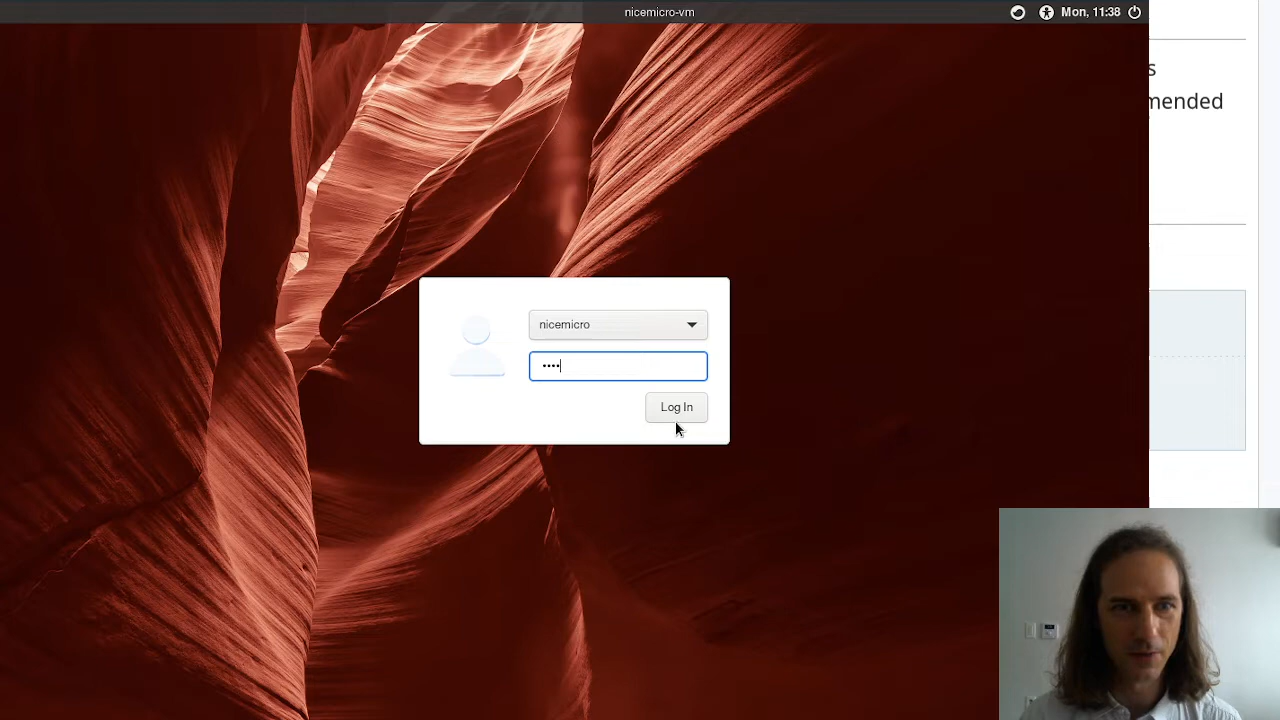 nicemicro-vm
Mon, 11:38
s
mended
nicemicro
••••
Log In